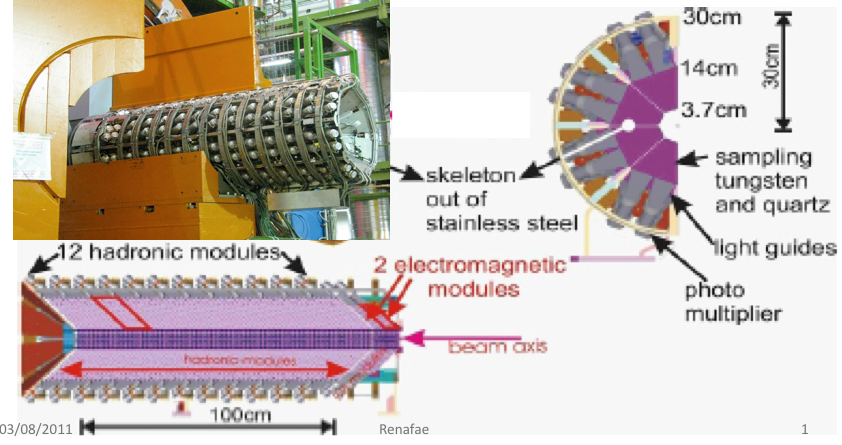 30cm
14cm
30cm
3.7cm
skeleton
out of
stainless steel
sampling
tungsten
and quartz
light guides
photo
multiplier
12 hadronic modules
2 electromagnetic
modules
beam axis
hadronic modules
100cm
03/08/2011
Renafae
1